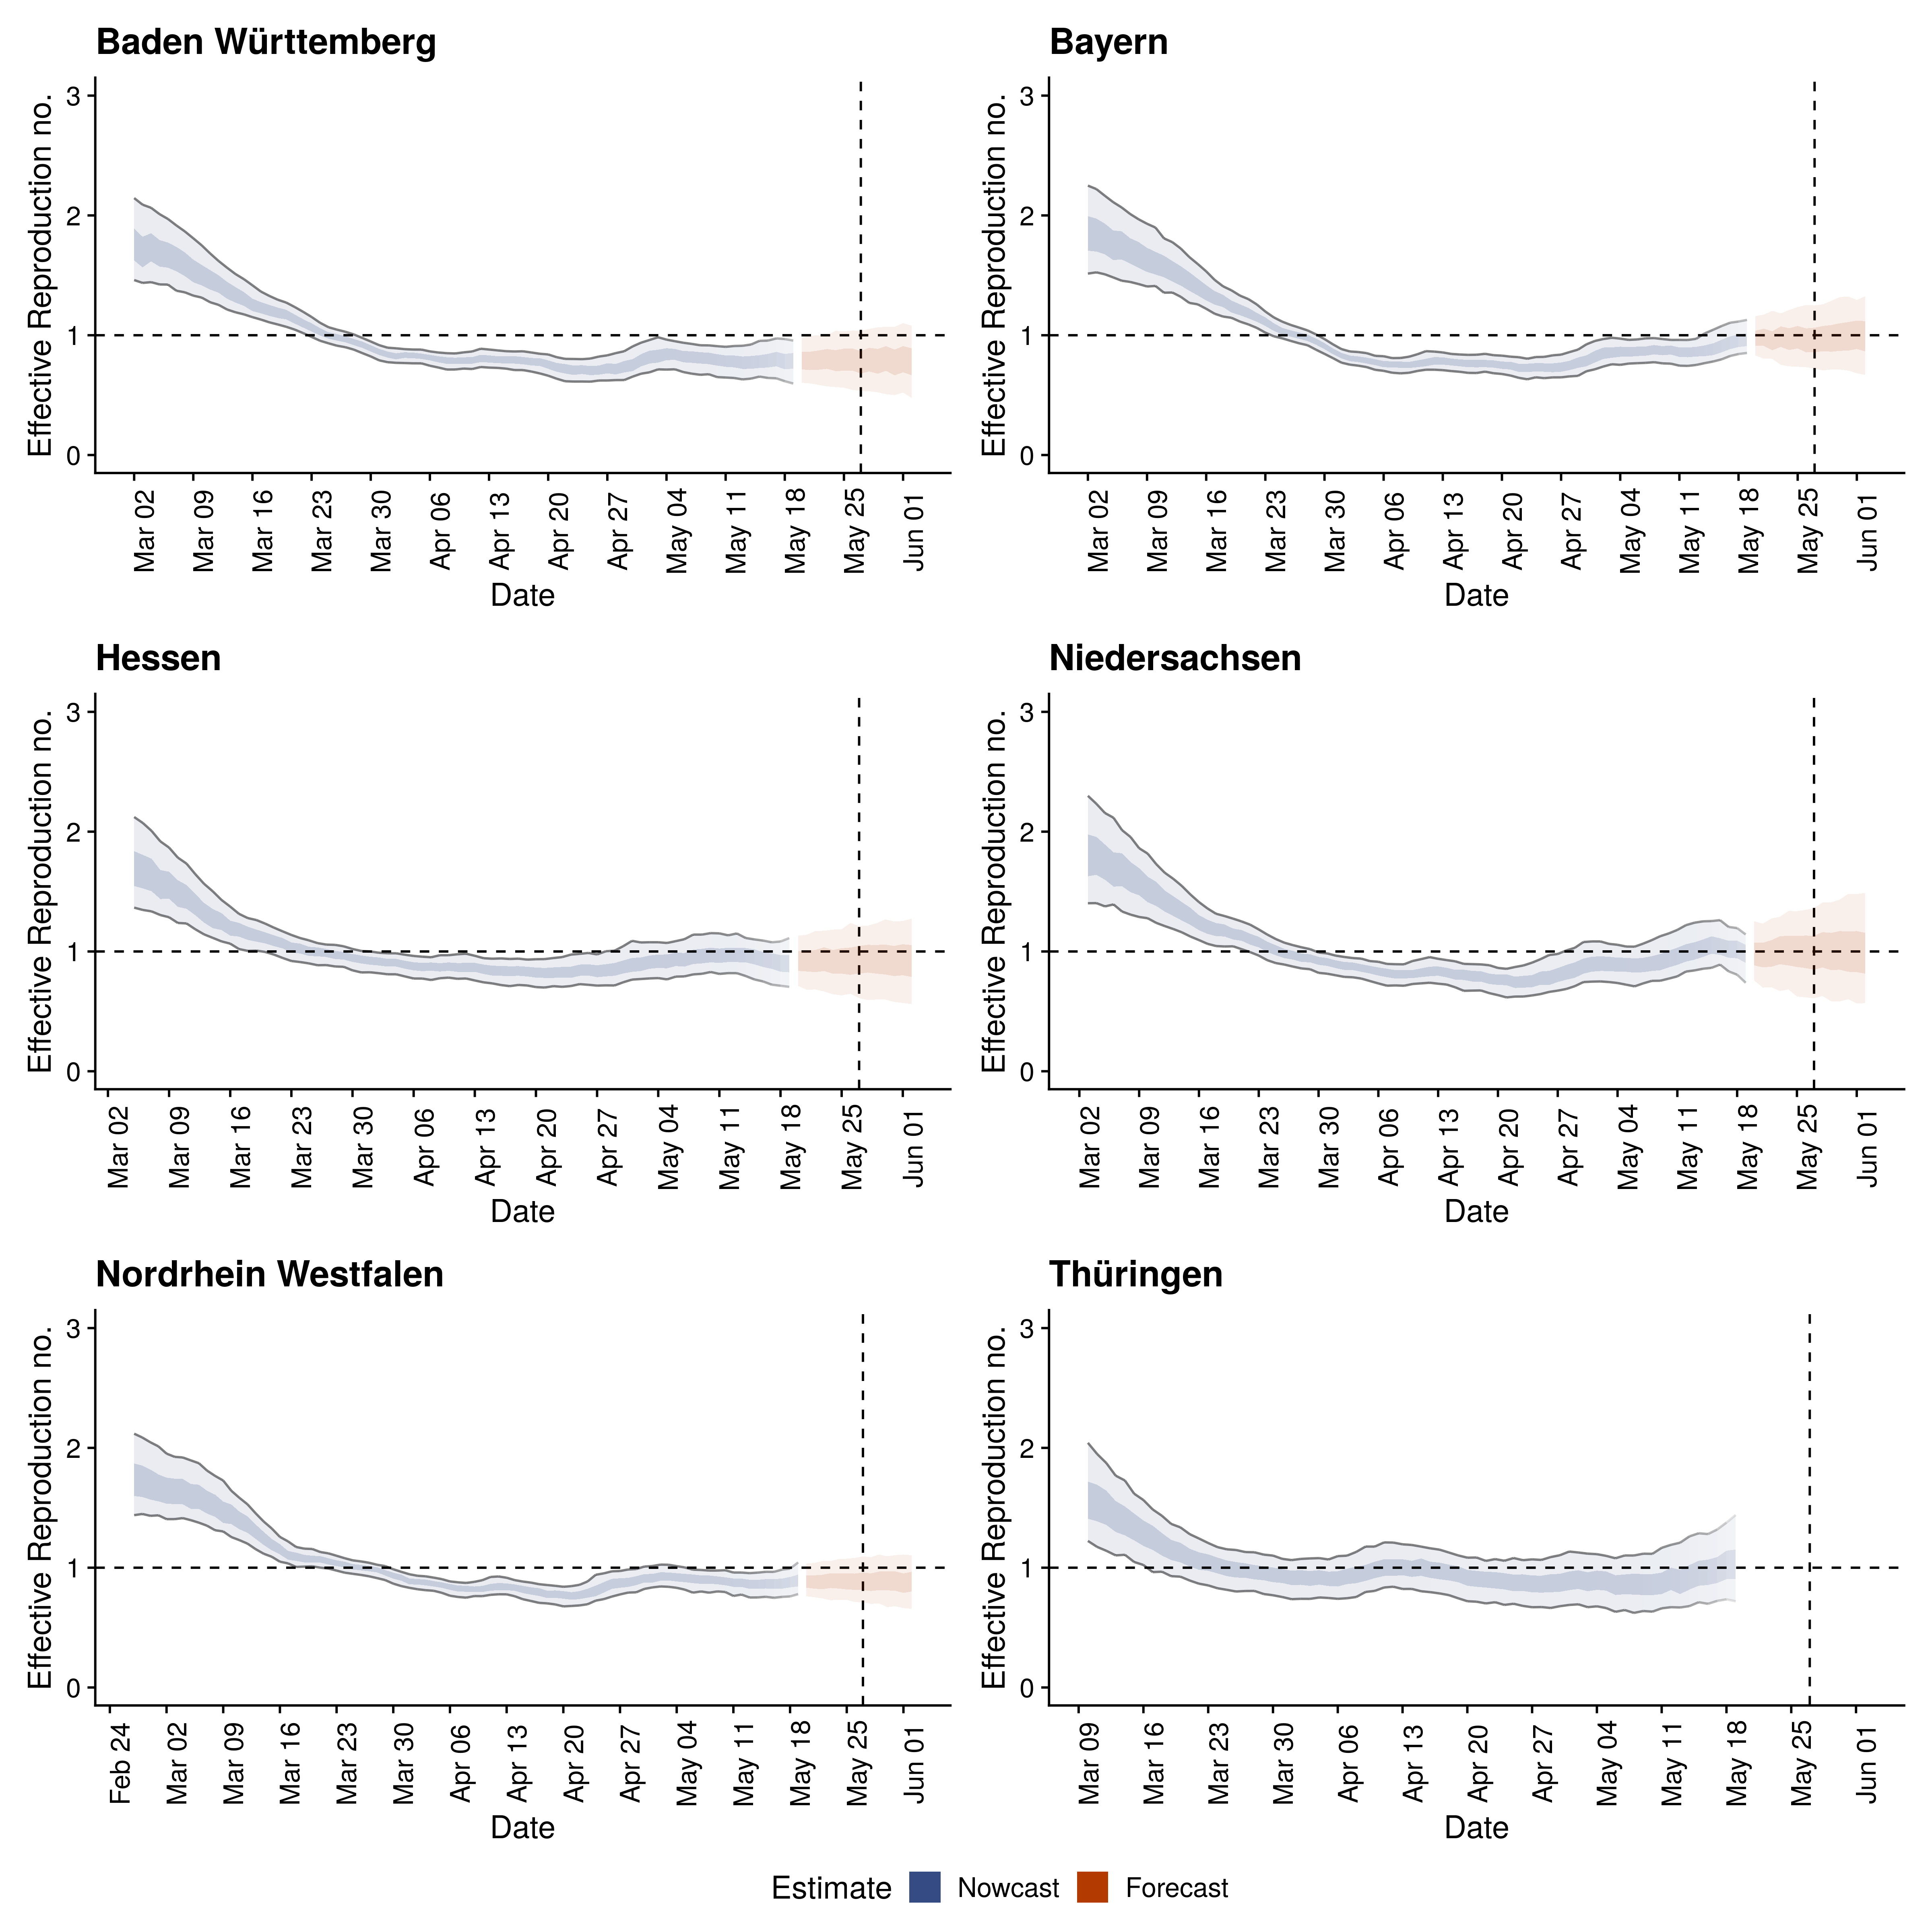 Baden Württemberg
Effective Reproduction no.
3
2
1
0
Mar 02
Mar 09
Mar 16
Mar 23
Mar 30
Apr 06
Apr 13
Apr 20
Apr 27
May 04
May 11
May 18
May 25
Jun 01
Date
Bayern
Effective Reproduction no.
3
2
1
0
Mar 02
Mar 09
Mar 16
Mar 23
Mar 30
Apr 06
Apr 13
Apr 20
Apr 27
May 04
May 11
May 18
May 25
Jun 01
Date
Hessen
Effective Reproduction no.
3
2
1
0
Mar 02
Mar 09
Mar 16
Mar 23
Mar 30
Apr 06
Apr 13
Apr 20
Apr 27
May 04
May 11
May 18
May 25
Jun 01
Date
Niedersachsen
Effective Reproduction no.
3
2
1
0
Mar 02
Mar 09
Mar 16
Mar 23
Mar 30
Apr 06
Apr 13
Apr 20
Apr 27
May 04
May 11
May 18
May 25
Jun 01
Date
Nordrhein Westfalen
Effective Reproduction no.
3
2
1
0
Feb 24
Mar 02
Mar 09
Mar 16
Mar 23
Mar 30
Apr 06
Apr 13
Apr 20
Apr 27
May 04
May 11
May 18
May 25
Jun 01
Date
Thüringen
Effective Reproduction no.
3
2
1
0
Mar 09
Mar 16
Mar 23
Mar 30
Apr 06
Apr 13
Apr 20
Apr 27
May 04
May 11
May 18
May 25
Jun 01
Date
Estimate Nowcast Forecast